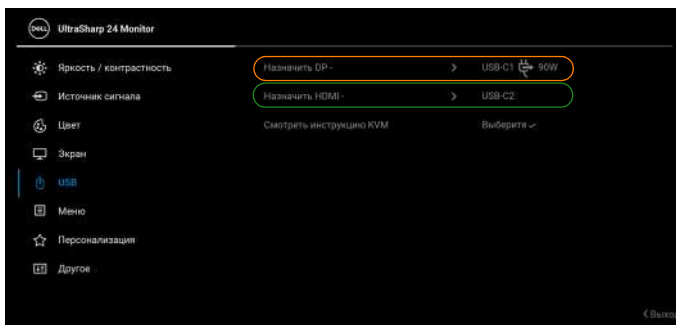 DELL UltraSharp 24 Monitor
Яркость / контрастность
Назначить DP - > USB-C1 90W
Источник сигнала
Назначить HDMI - > USB-C2
Цвет
Смотреть инструкцию KVM Выберите
Экран
USB
Меню
Персонализация
Другое
< Выход